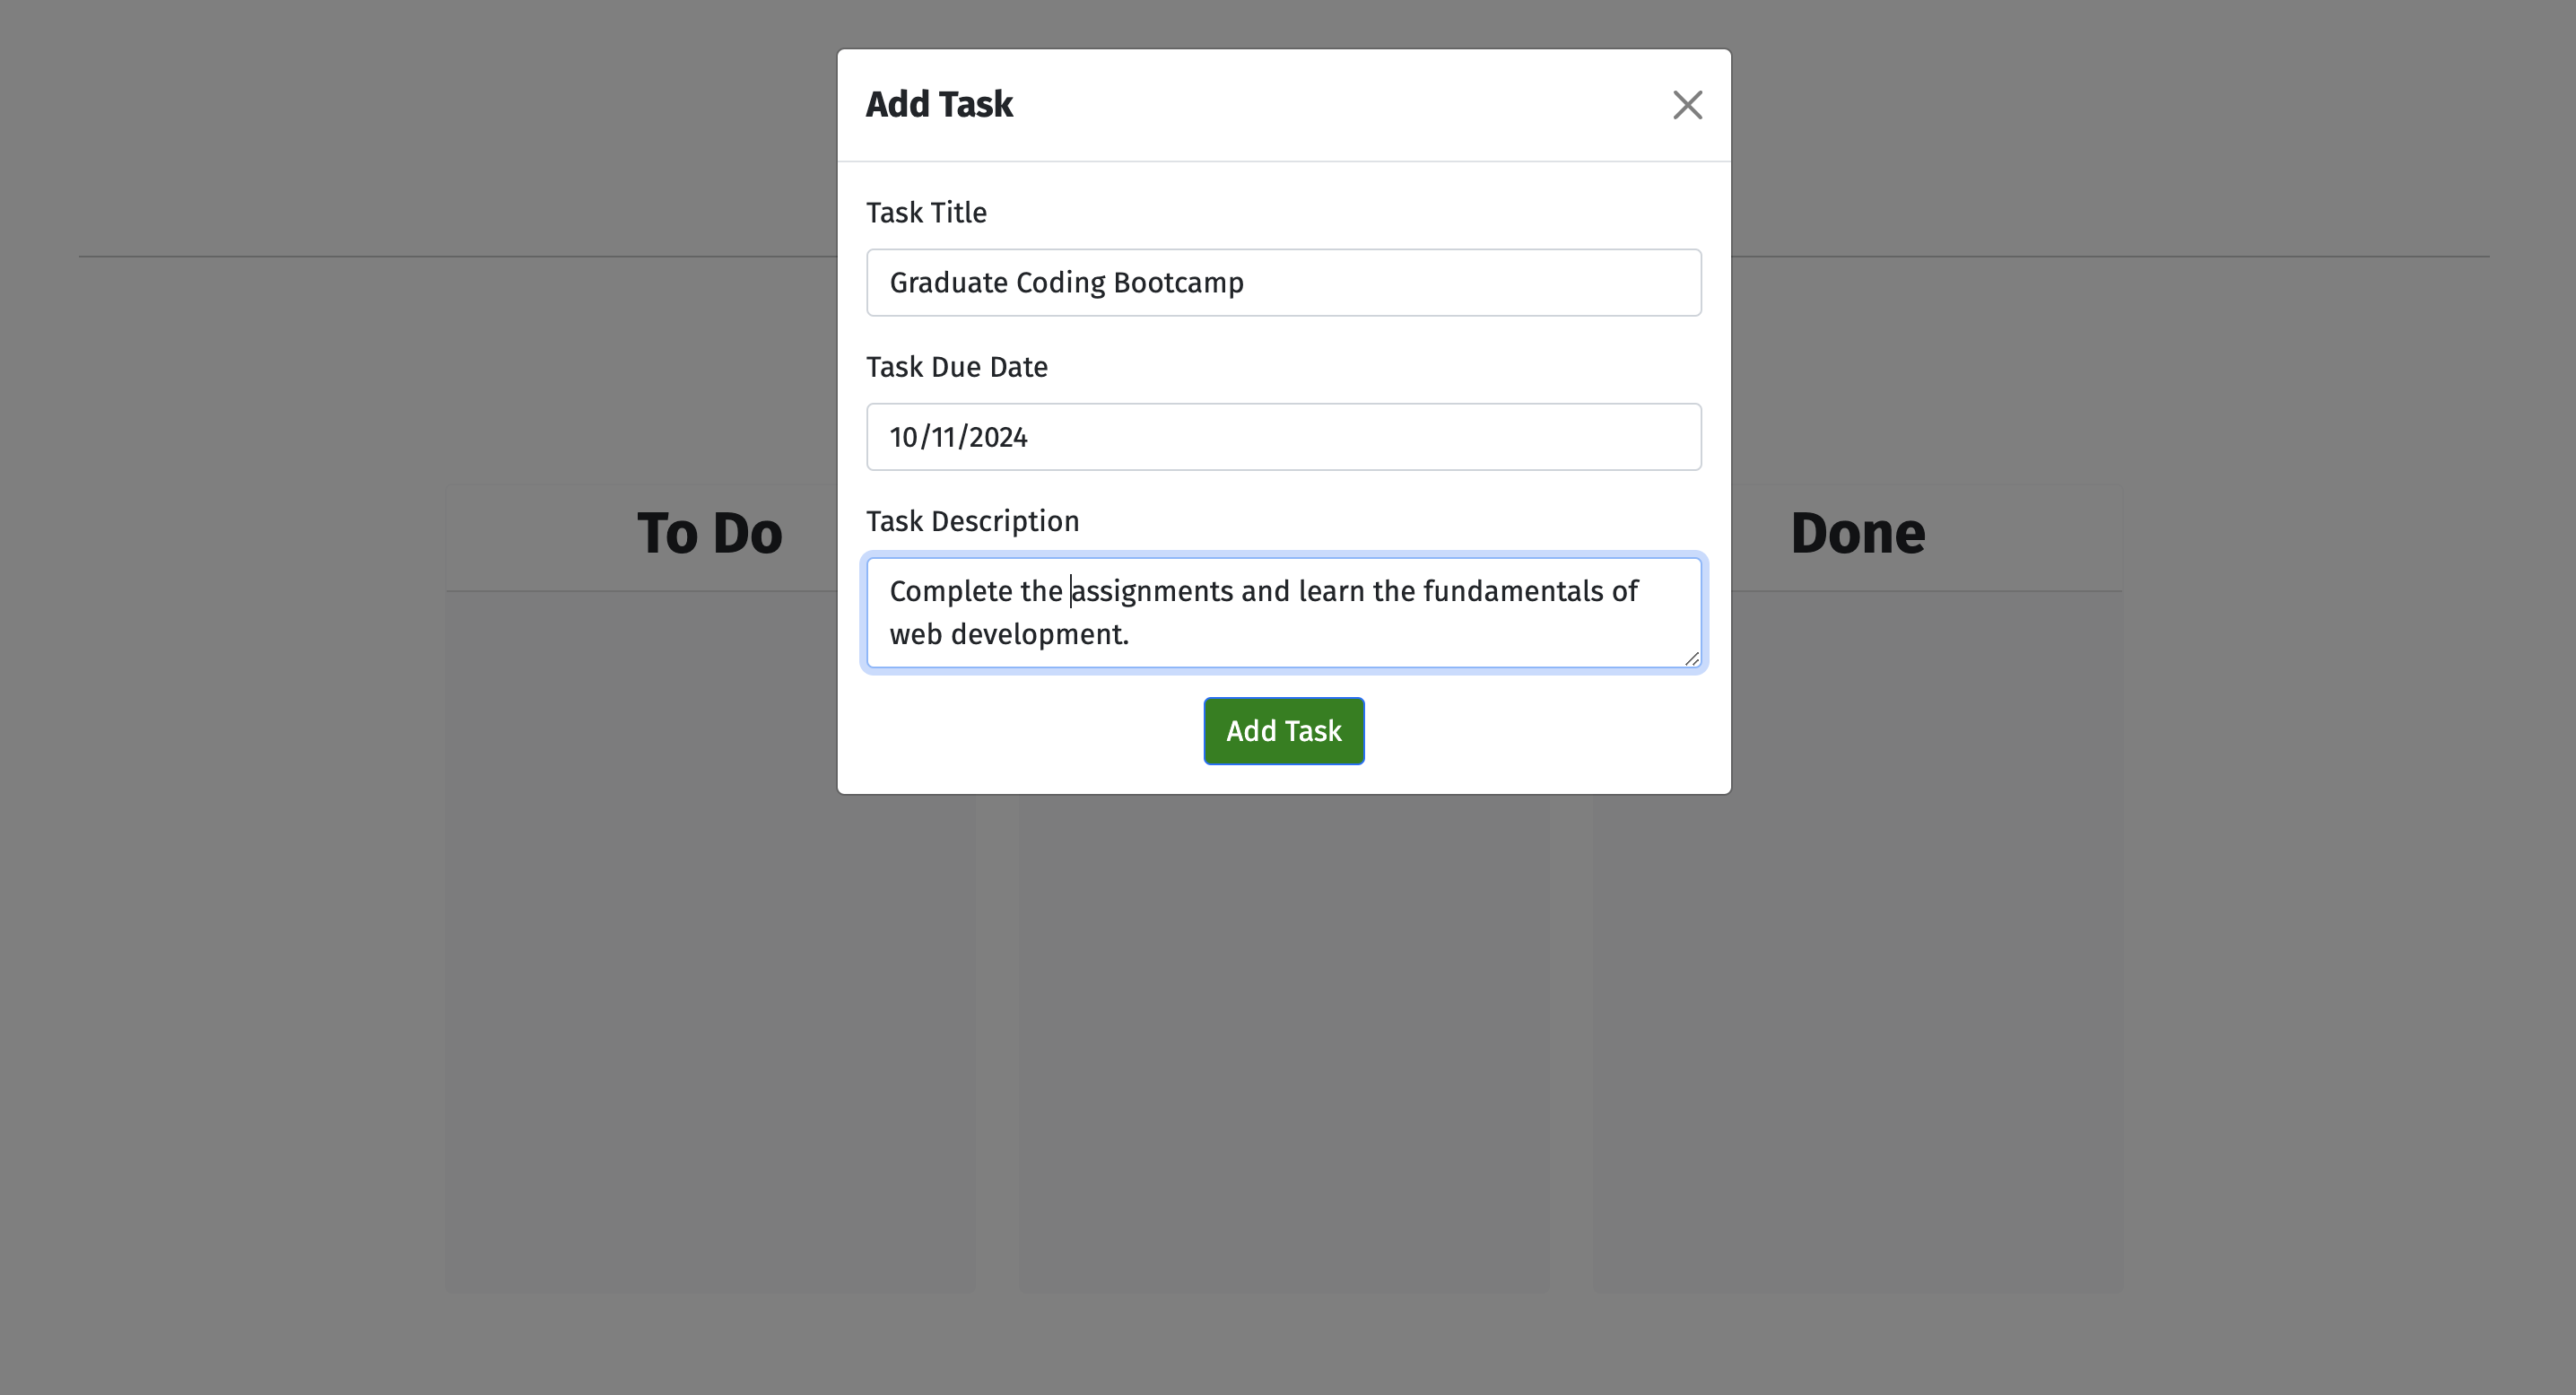 Add Task
Task Title
Graduate Coding Bootcamp
Task Due Date
10/11/2024
Task Description
Complete the assignments and learn the fundamentals of
web development.
Add Task
To Do
Done